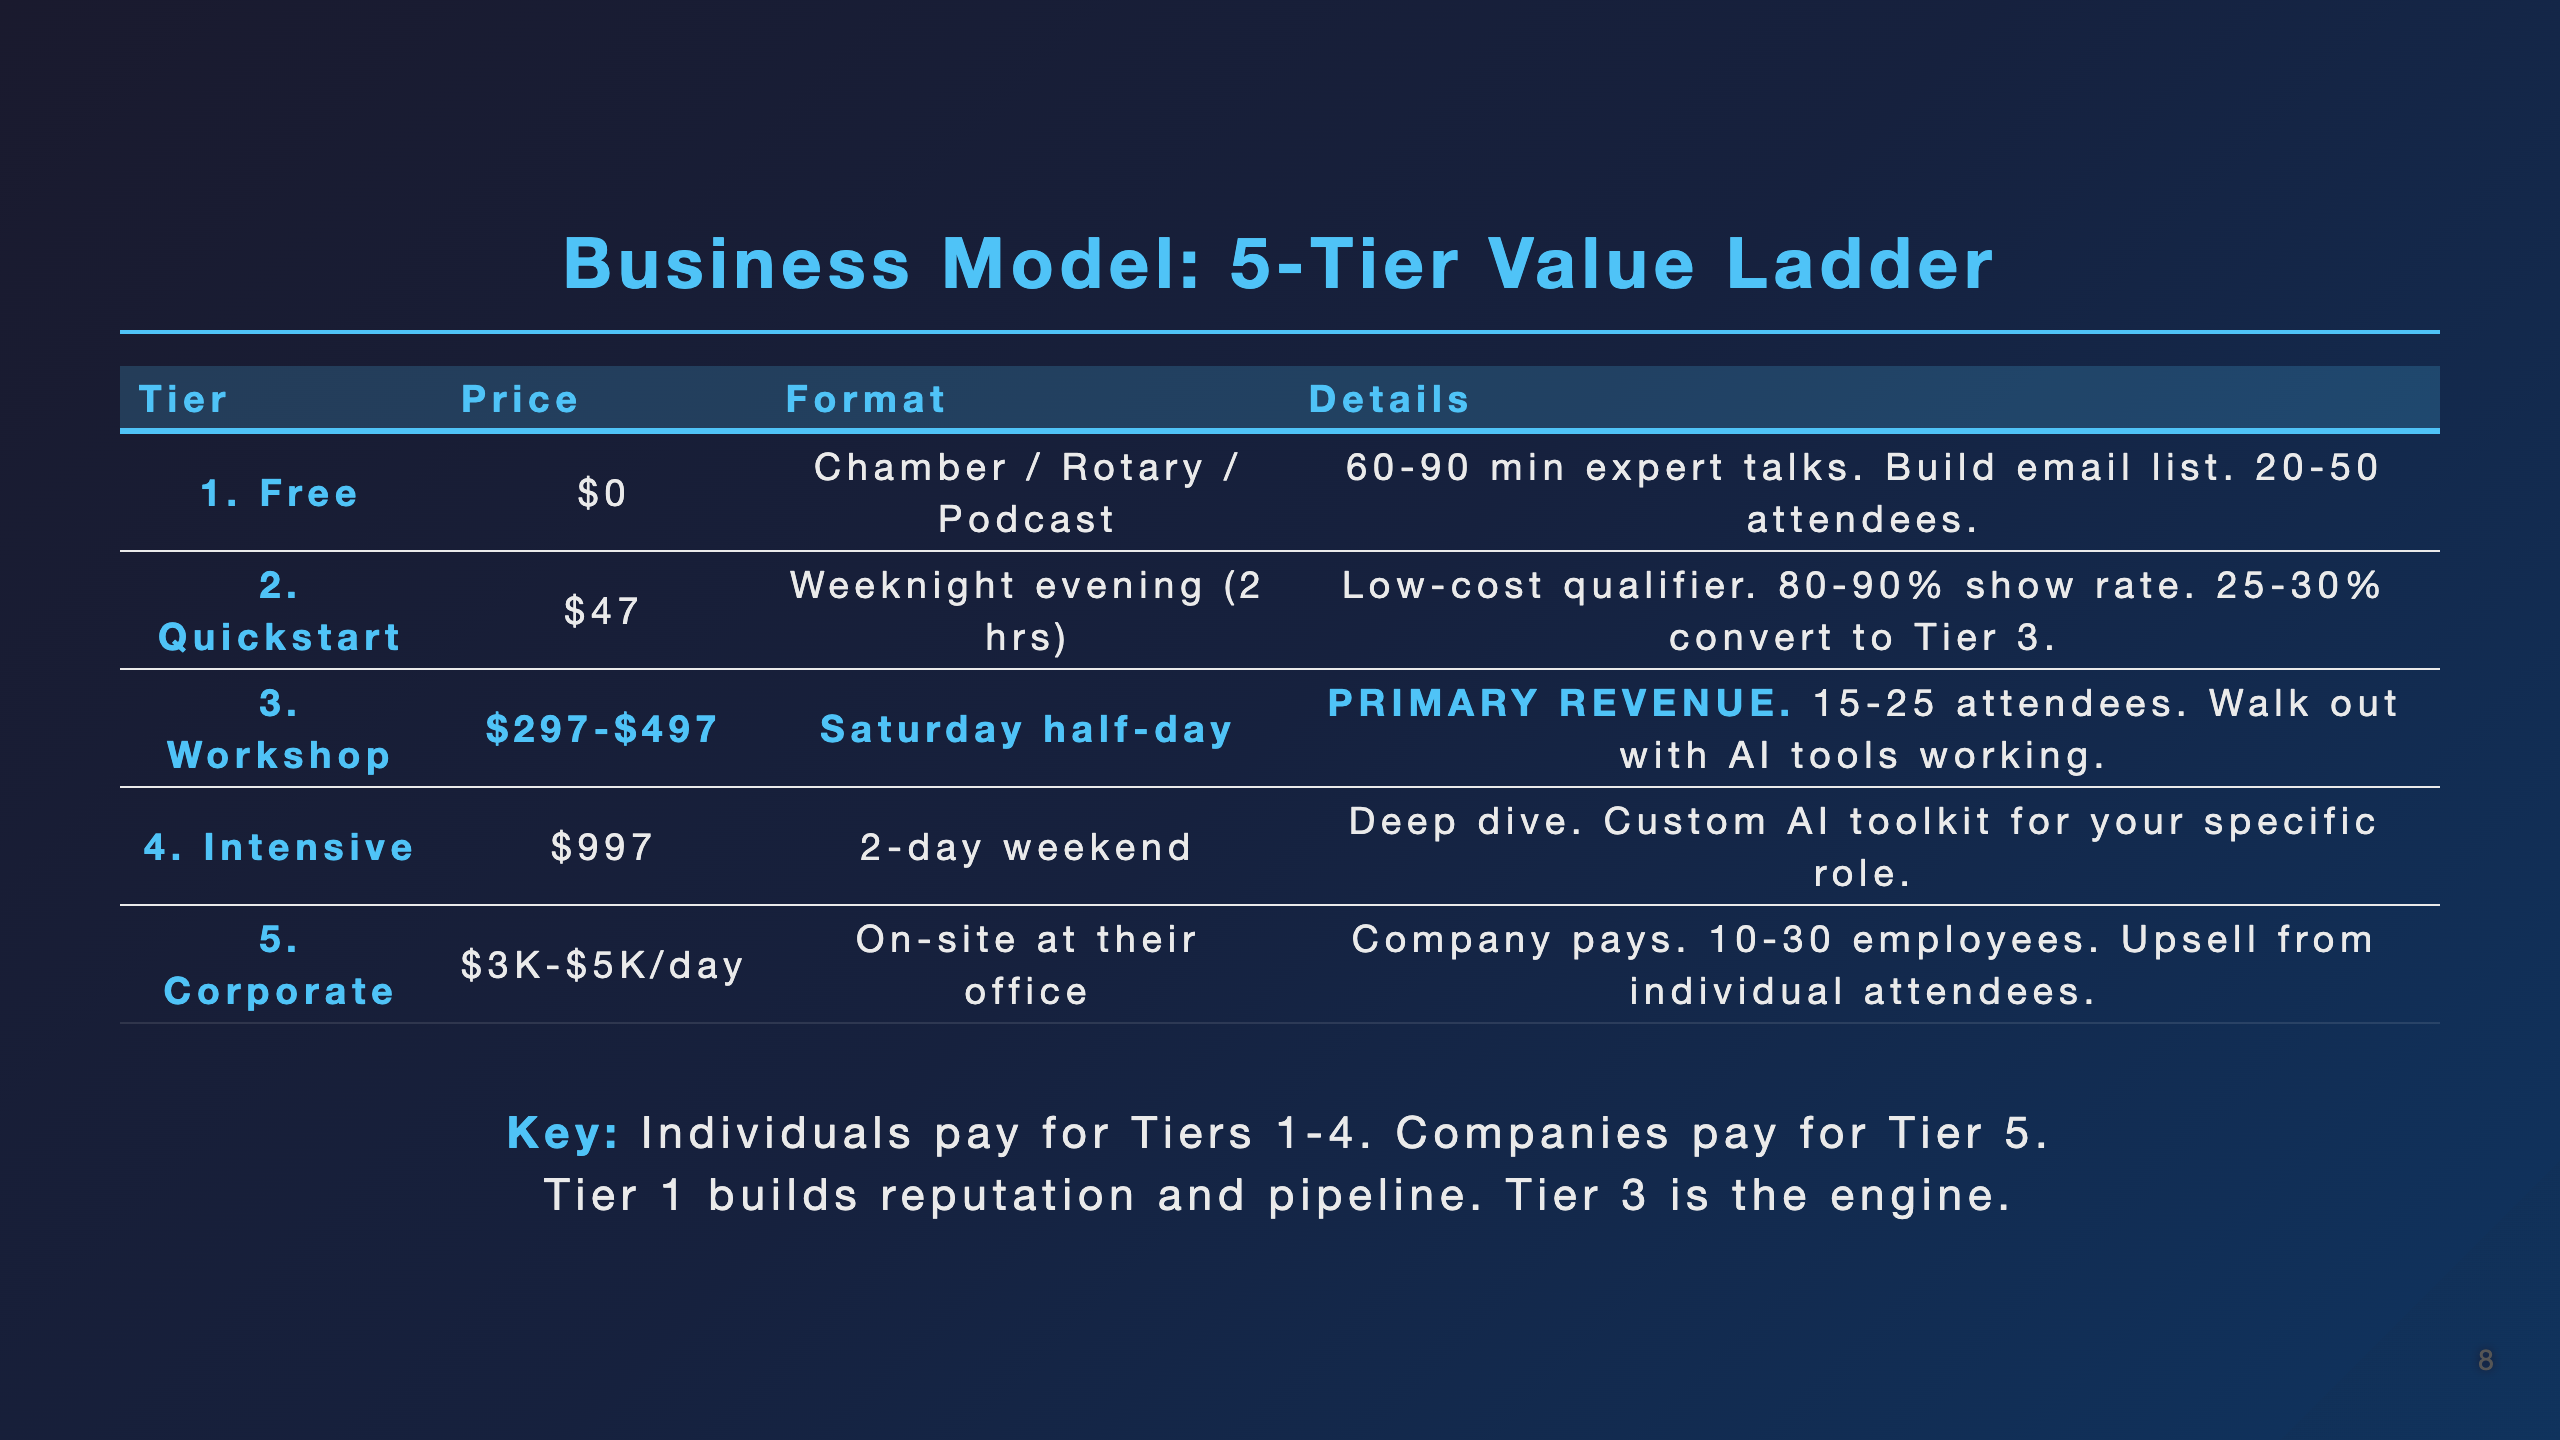 Business Model: 5-Tier Value Ladder
Tier Price Format Details
1. Free $0 Chamber / Rotary / Podcast 60-90 min expert talks. Build email list. 20-50 attendees.
2. Quickstart $47 Weeknight evening (2 hrs) Low-cost qualifier. 80-90% show rate. 25-30% convert to Tier 3.
3. Workshop $297-$497 Saturday half-day PRIMARY REVENUE. 15-25 attendees. Walk out with AI tools working.
4. Intensive $997 2-day weekend Deep dive. Custom AI toolkit for your specific role.
5. Corporate $3K-$5K/day On-site at their office Company pays. 10-30 employees. Upsell from individual attendees.
Key: Individuals pay for Tiers 1-4. Companies pay for Tier 5.
Tier 1 builds reputation and pipeline. Tier 3 is the engine.
8